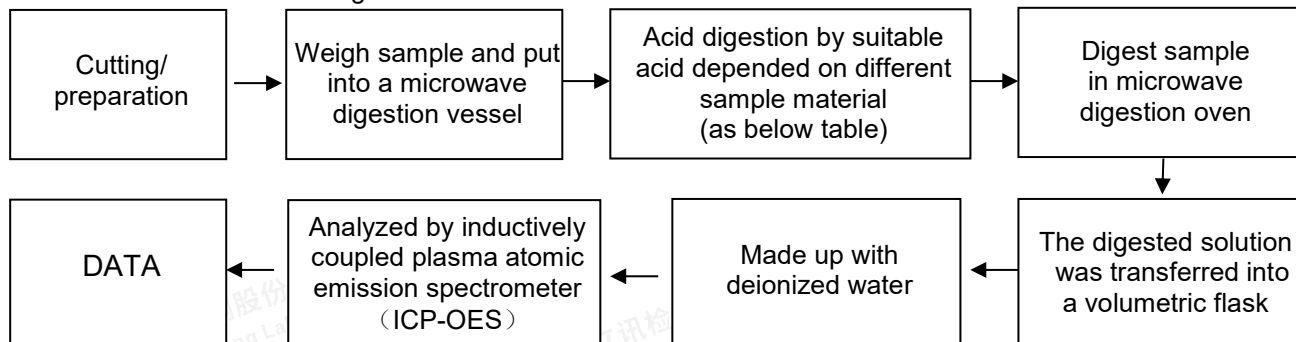 Cutting/
preparation
Weigh sample and put
into a microwave
digestion vessel
Acid digestion by suitable
acid depended on different
sample material
(as below table)
Digest sample
in microwave
digestion oven
The digested solution
was transferred into
a volumetric flask
Made up with
deionized water
Analyzed by inductively
coupled plasma atomic
emission spectrometer
（ICP-OES）
DATA